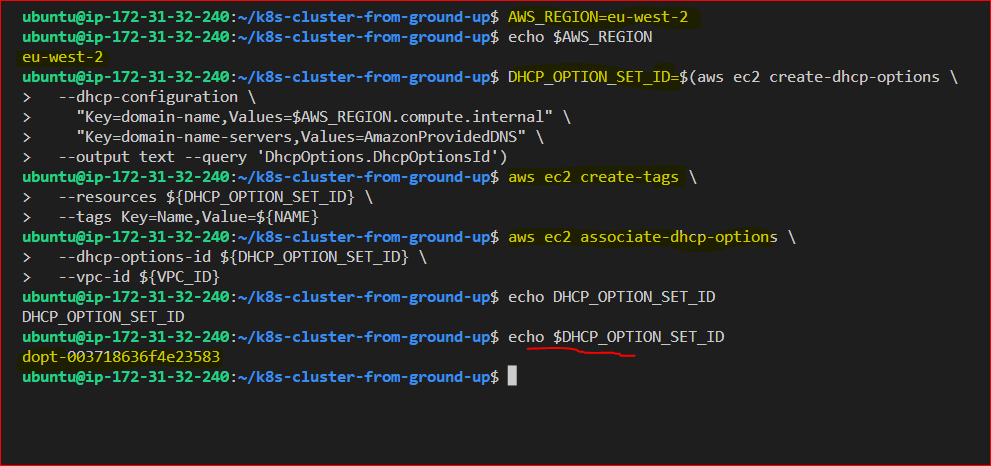 ubuntu@ip-172-31-32-240:~/k8s-cluster-from-ground-up$ AWS_REGION=eu-west-2
ubuntu@ip-172-31-32-240:~/k8s-cluster-from-ground-up$ echo $AWS_REGION
eu-west-2
ubuntu@ip-172-31-32-240:~/k8s-cluster-from-ground-up$ DHCP_OPTION_SET_ID=$(aws ec2 create-dhcp-options \
>   --dhcp-configuration \
>     "Key=domain-name,Values=$AWS_REGION.compute.internal" \
>     "Key=domain-name-servers,Values=AmazonProvidedDNS" \
>   --output text --query 'DhcpOptions.DhcpOptionsId')
ubuntu@ip-172-31-32-240:~/k8s-cluster-from-ground-up$ aws ec2 create-tags \
>   --resources ${DHCP_OPTION_SET_ID} \
>   --tags Key=Name,Value=${NAME}
ubuntu@ip-172-31-32-240:~/k8s-cluster-from-ground-up$ aws ec2 associate-dhcp-options \
>   --dhcp-options-id ${DHCP_OPTION_SET_ID} \
>   --vpc-id ${VPC_ID}
ubuntu@ip-172-31-32-240:~/k8s-cluster-from-ground-up$ echo DHCP_OPTION_SET_ID
DHCP_OPTION_SET_ID
ubuntu@ip-172-31-32-240:~/k8s-cluster-from-ground-up$ echo $DHCP_OPTION_SET_ID
dopt-003718636f4e23583
ubuntu@ip-172-31-32-240:~/k8s-cluster-from-ground-up$